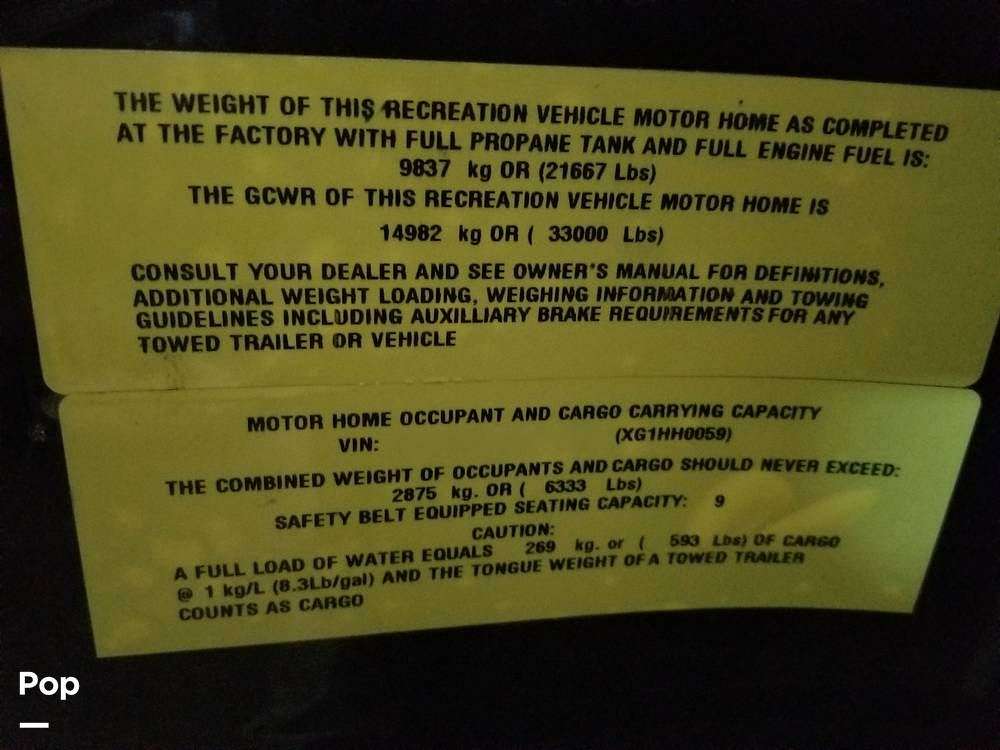 THE WEIGHT OF THIS RECREATION VEHICLE MOTOR HOME AS COMPLETED
AT THE FACTORY WITH FULL PROPANE TANK AND FULL ENGINE FUEL IS:
9837 kg OR (21667 Lbs)
THE GCWR OF THIS RECREATION VEHICLE MOTOR HOME IS
14982 kg OR ( 33000 Lbs)
CONSULT YOUR DEALER AND SEE OWNER'S MANUAL FOR DEFINITIONS,
ADDITIONAL WEIGHT LOADING, WEIGHING INFORMATION AND TOWING
GUIDELINES INCLUDING AUXILLIARY BRAKE REQUIREMENTS FOR ANY
TOWED TRAILER OR VEHICLE
MOTOR HOME OCCUPANT AND CARGO CARRYING CAPACITY
VIN: (XG1HH0059)
THE COMBINED WEIGHT OF OCCUPANTS AND CARGO SHOULD NEVER EXCEED:
2875 kg. OR ( 6333 Lbs)
SAFETY BELT EQUIPPED SEATING CAPACITY: 9
CAUTION:
A FULL LOAD OF WATER EQUALS 269 kg. or ( 593 Lbs) OF CARGO
@ 1 kg/L (8.3Lb/gal) AND THE TONGUE WEIGHT OF A TOWED TRAILER
COUNTS AS CARGO
Pop